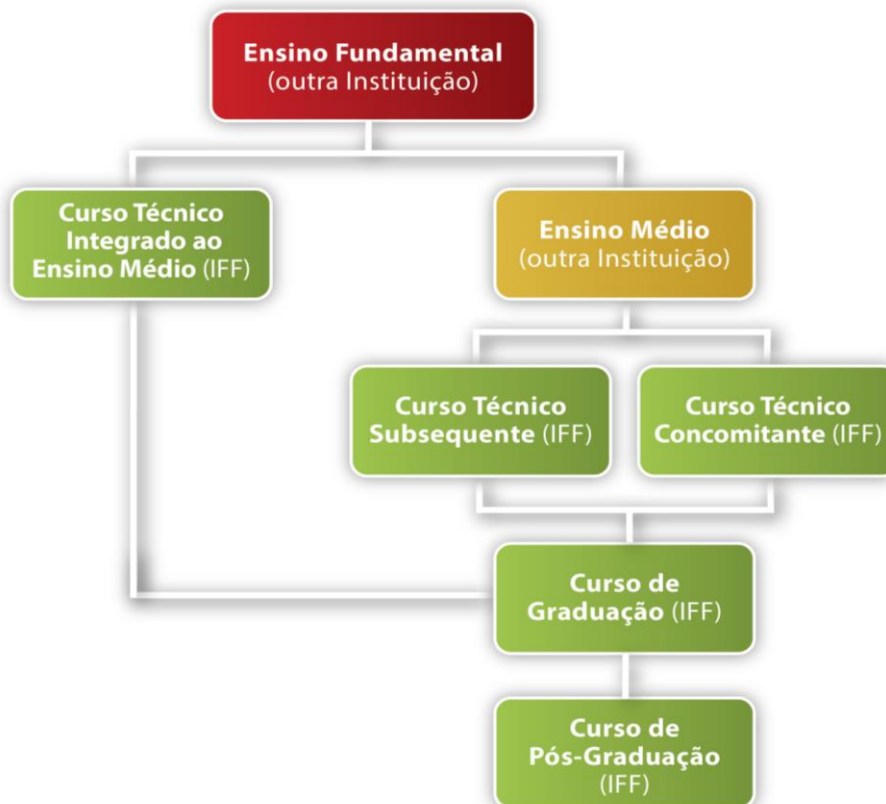 Ensino Fundamental
(outra Instituição)
Curso Técnico
Integrado ao
Ensino Médio (IFF)
Ensino Médio
(outra Instituição)
Curso Técnico
Subsequente (IFF)
Curso Técnico
Concomitante (IFF)
Curso de
Graduação (IFF)
Curso de
Pós-Graduação
(IFF)